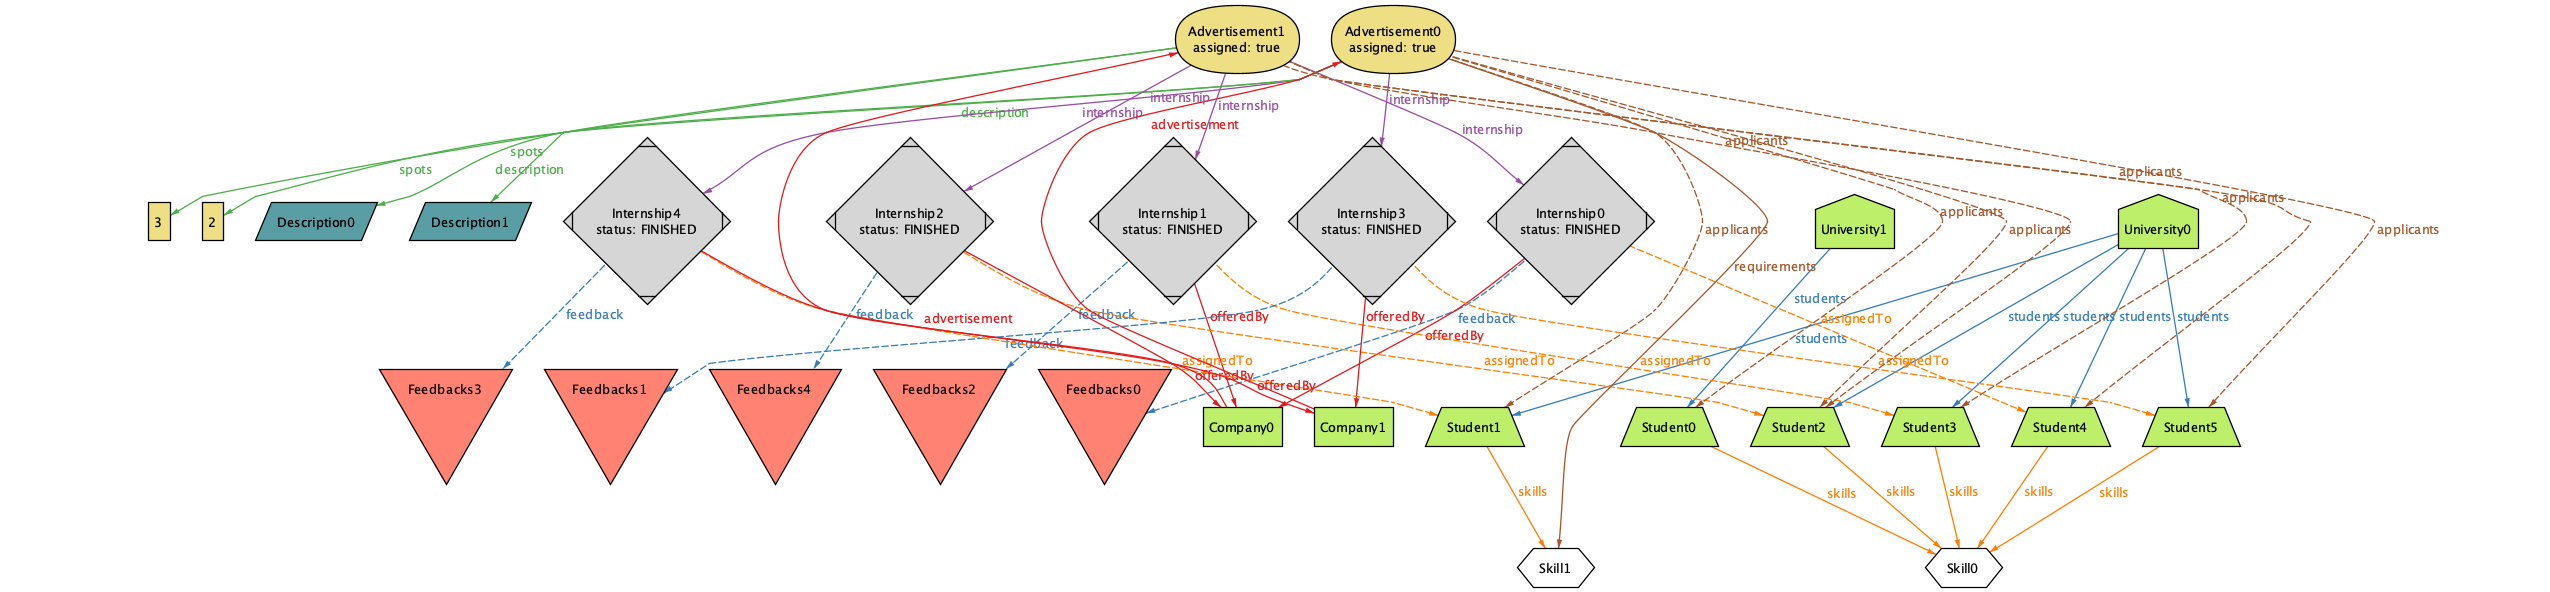 Advertisement1
assigned: true
Advertisement0
assigned: true
internship
internship
internship
description
internship
internship
advertisement
internship
applicants
spots
spots
description
applicants
applicants
3
2
Description0
Description1
Internship4
status: FINISHED
Internship2
status: FINISHED
Internship1
status: FINISHED
Internship3
status: FINISHED
Internship0
status: FINISHED
University1
University0
applicants
applicants
applicants
applicants
requirements
students
feedback
advertisement
feedback
feedback
offeredBy
offeredBy
feedback
assignedTo
students
students
students
students
feedback
offeredBy
students
assignedTo
offeredBy
offeredBy
assignedTo
assignedTo
assignedTo
Feedbacks3
Feedbacks1
Feedbacks4
Feedbacks2
Feedbacks0
Company0
Company1
Student1
Student0
Student2
Student3
Student4
Student5
skills
skills
skills
skills
skills
skills
Skill1
Skill0